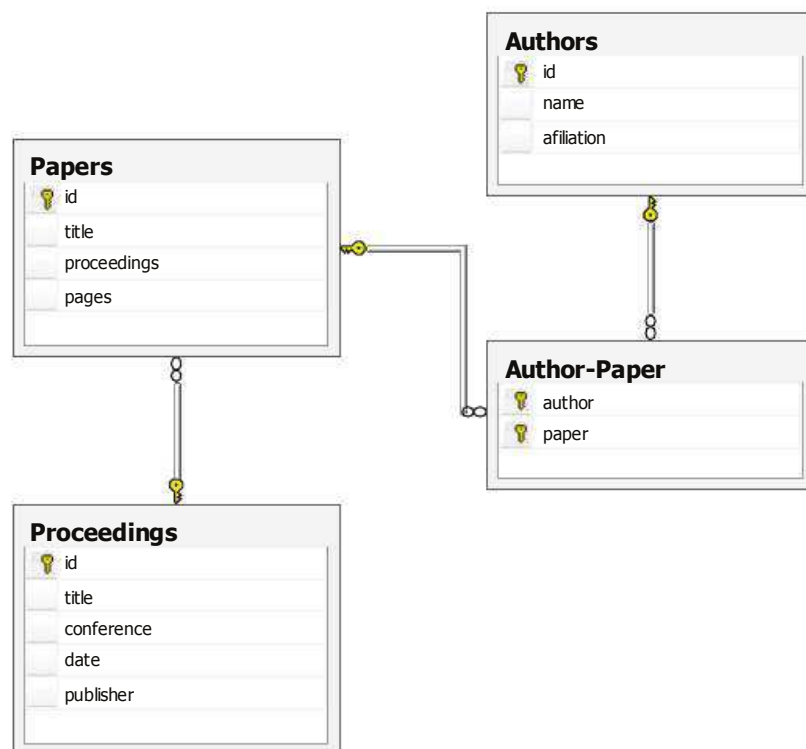 Authors
id
name
afiliation
Papers
id
title
proceedings
pages
Author-Paper
author
paper
Proceedings
id
title
conference
date
publisher